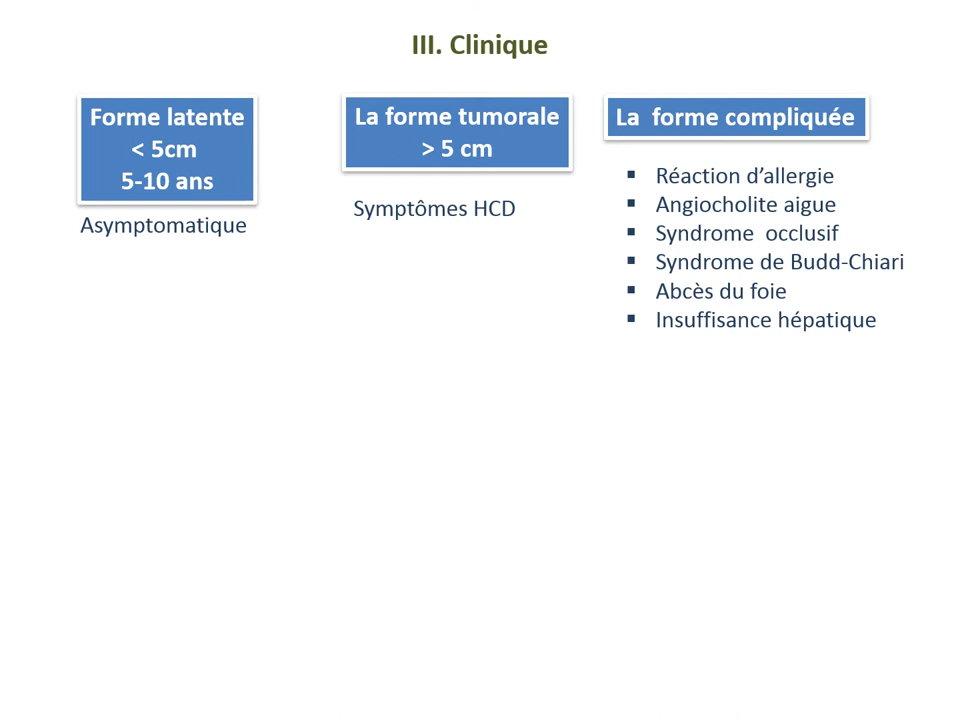 III. Clinique
Forme latente
< 5cm
5-10 ans
Asymptomatique
La forme tumorale
> 5 cm
Symptômes HCD
La forme compliquée
▪ Réaction d’allergie
▪ Angiocholite aigue
▪ Syndrome occlusif
▪ Syndrome de Budd-Chiari
▪ Abcès du foie
▪ Insuffisance hépatique